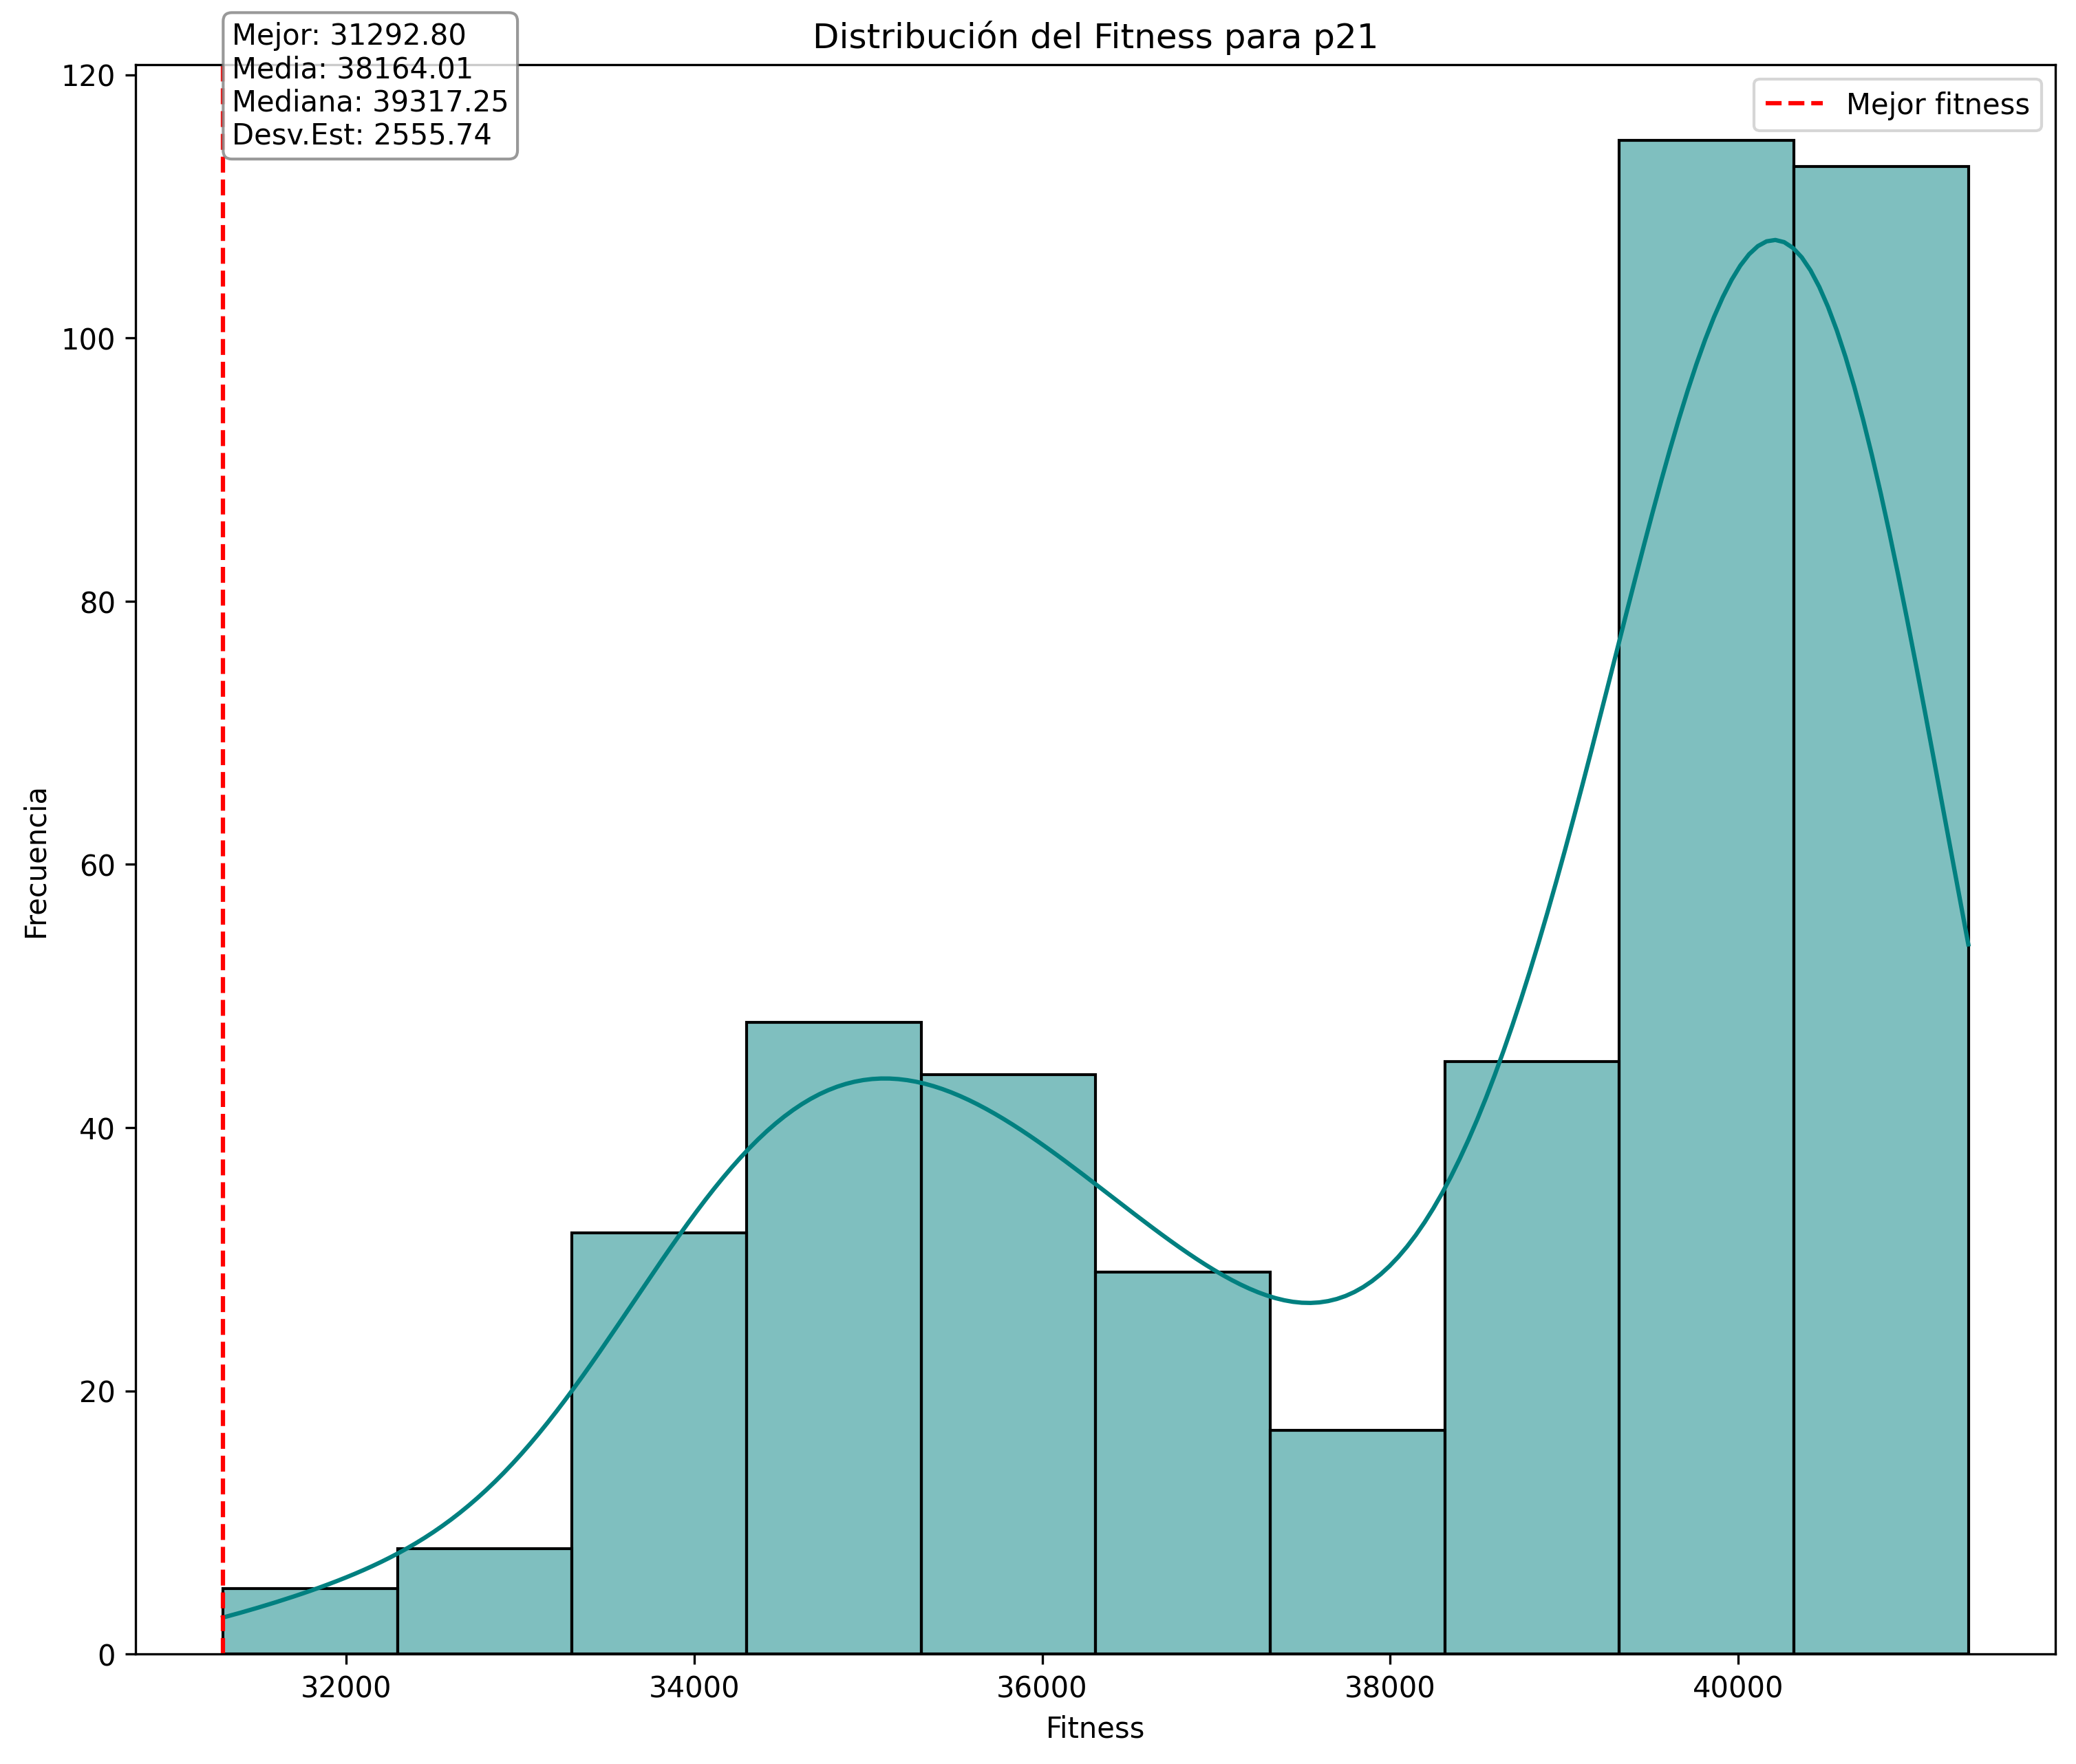 Distribución del Fitness para p21
Mejor: 31292.80
Media: 38164.01
Mediana: 39317.25
Desv.Est: 2555.74
Mejor fitness
120
100
80
60
40
20
0
Frecuencia
32000 34000 36000 38000 40000
Fitness